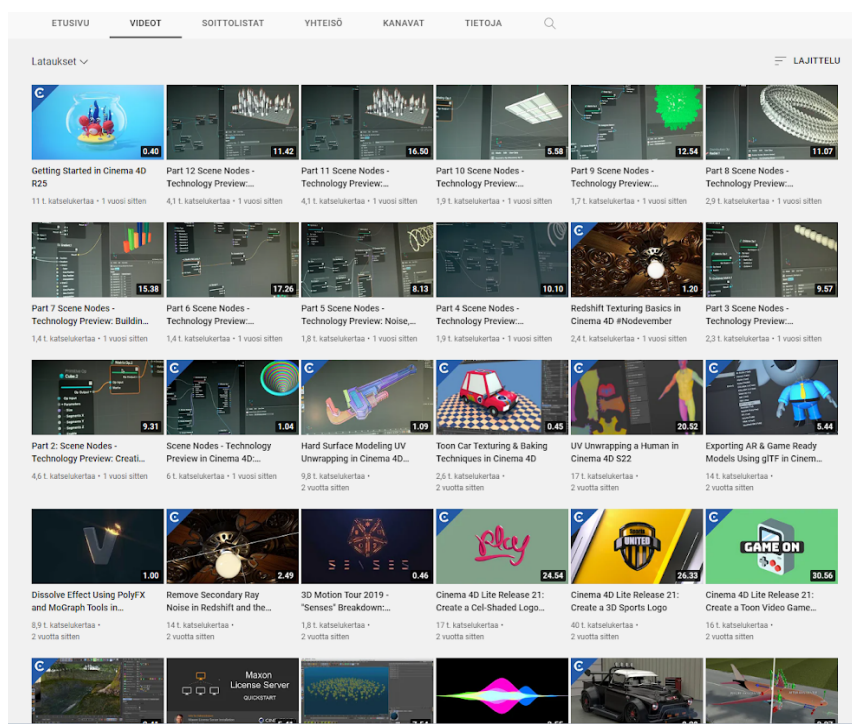 ETUSIVU VIDEOT SOITTOLISTAT YHTEISÖ KANAVAT TIETOJA
Lataukset LAJITTELU
0.40 11.42 16.50 5.58 12.54 11.07
Getting Started in Cinema 4D Part 12 Scene Nodes - Part 11 Scene Nodes - Part 10 Scene Nodes - Part 9 Scene Nodes - Part 8 Scene Nodes -
R25 Technology Preview:... Technology Preview:... Technology Preview:... Technology Preview:... Technology Preview:...
11 t. katselukertaa • 1 vuosi sitten 4,1 t. katselukertaa • 1 vuosi sitten 4,1 t. katselukertaa • 1 vuosi sitten 1,9 t. katselukertaa • 1 vuosi sitten 1,7 t. katselukertaa • 1 vuosi sitten 2,9 t. katselukertaa • 1 vuosi sitten
15.38 17.26 8.13 10.10 1.20 9.57
Part 7 Scene Nodes - Part 6 Scene Nodes - Part 5 Scene Nodes - Part 4 Scene Nodes - Redshift Texturing Basics in Part 3 Scene Nodes -
Technology Preview: Buildin... Technology Preview:... Technology Preview: Noise,... Technology Preview:... Cinema 4D #Nodevember Technology Preview:...
1,4 t. katselukertaa • 1 vuosi sitten 1,4 t. katselukertaa • 1 vuosi sitten 1,8 t. katselukertaa • 1 vuosi sitten 1,9 t. katselukertaa • 1 vuosi sitten 2,4 t. katselukertaa • 1 vuosi sitten 2,3 t. katselukertaa • 1 vuosi sitten
9.31 1.04 1.09 0.45 20.52 5.44
Part 2: Scene Nodes - Scene Nodes - Technology Hard Surface Modeling UV Toon Car Texturing & Baking UV Unwrapping a Human in Exporting AR & Game Ready
Technology Preview: Creati... Preview in Cinema 4D:... Unwrapping in Cinema 4D... Techniques in Cinema 4D Cinema 4D S22 Models Using glTF in Cinem...
4,6 t. katselukertaa • 1 vuosi sitten 6 t. katselukertaa • 1 vuosi sitten 9,8 t. katselukertaa • 2,6 t. katselukertaa • 17 t. katselukertaa • 14 t. katselukertaa •
2 vuotta sitten 2 vuotta sitten 2 vuotta sitten 2 vuotta sitten
SENSES Play Sports UNITED GAME ON
1.00 2.49 0.46 24.54 26.33 30.56
Dissolve Effect Using PolyFX Remove Secondary Ray 3D Motion Tour 2019 - Cinema 4D Lite Release 21: Cinema 4D Lite Release 21: Cinema 4D Lite Release 21:
and MoGraph Tools in... Noise in Redshift and the... "Senses" Breakdown:... Create a Cel-Shaded Logo... Create a 3D Sports Logo Create a Toon Video Game...
8,9 t. katselukertaa • 14 t. katselukertaa • 1,8 t. katselukertaa • 17 t. katselukertaa • 40 t. katselukertaa • 16 t. katselukertaa •
2 vuotta sitten 2 vuotta sitten 2 vuotta sitten 2 vuotta sitten 2 vuotta sitten 2 vuotta sitten
Maxon
License Server
QUICKSTART